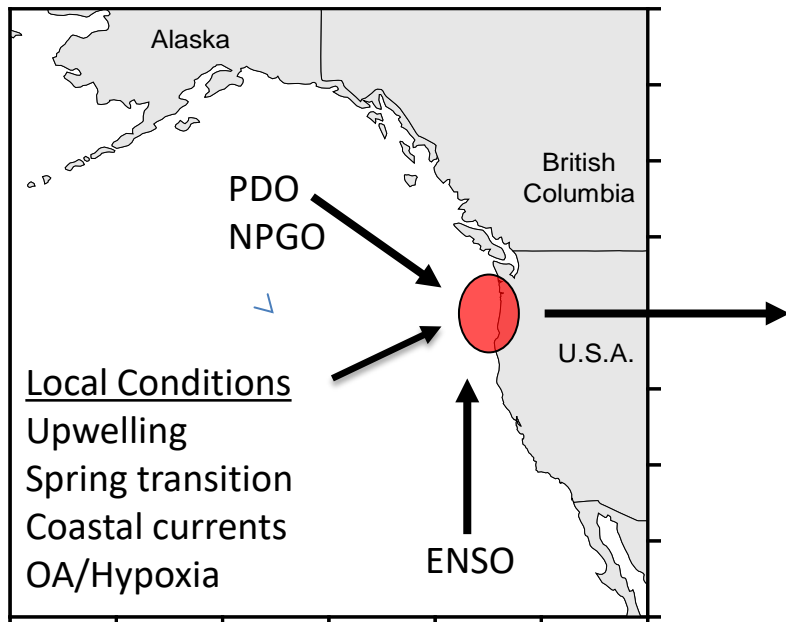 Alaska
British
Columbia
PDO
NPGO
U.S.A.
Local Conditions
Upwelling
Spring transition
Coastal currents
OA/Hypoxia
ENSO